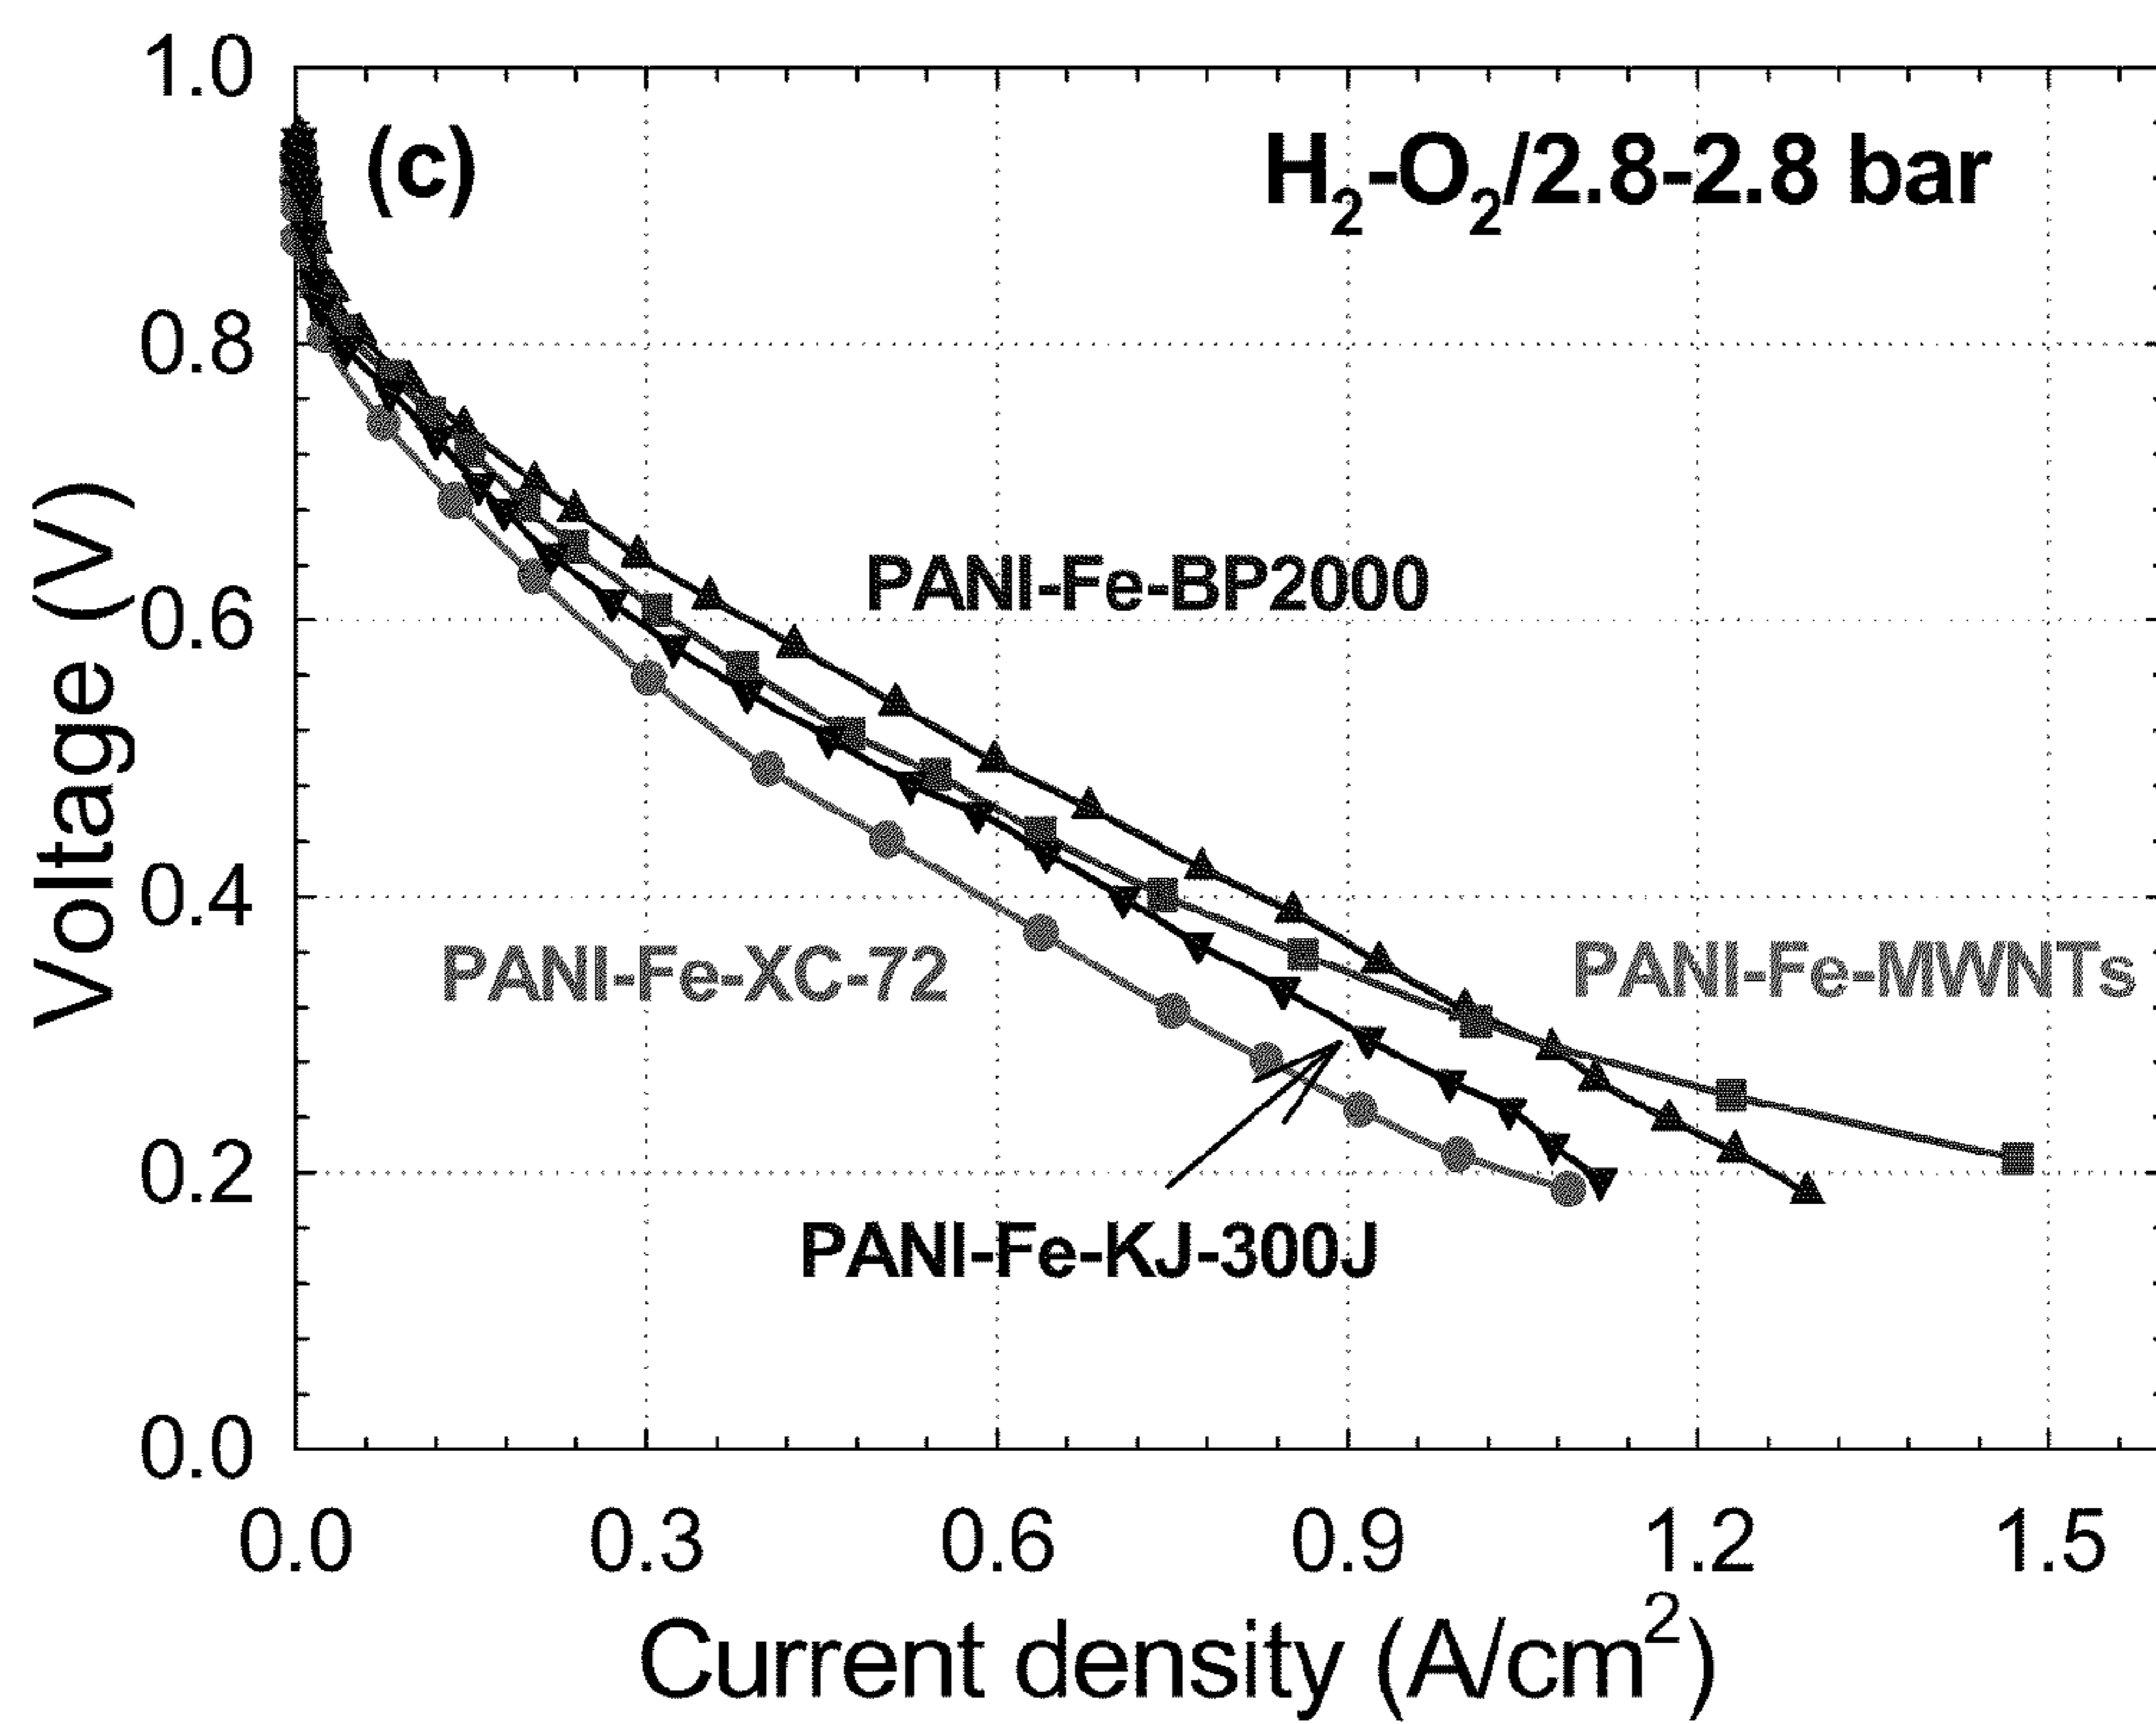 1.0
(c)
H₂-O₂/2.8-2.8 bar
0.8
PANI-Fe-BP2000
0.6
Voltage (V)
0.4
PANI-Fe-XC-72
PANI-Fe-MWNTs
0.2
PANI-Fe-KJ-300J
0.0
0.0 0.3 0.6 0.9 1.2 1.5
Current density (A/cm²)